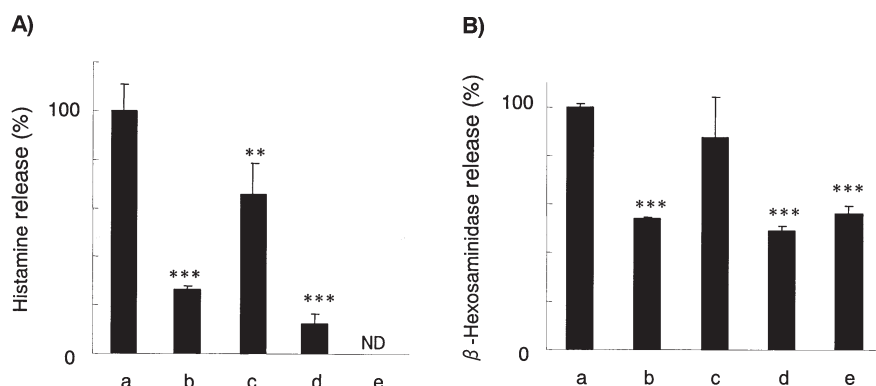 A)
Histamine release (%)
100
0
**
***
***
ND
a b c d e
B)
β-Hexosaminidase release (%)
100
0
***
***
***
a b c d e